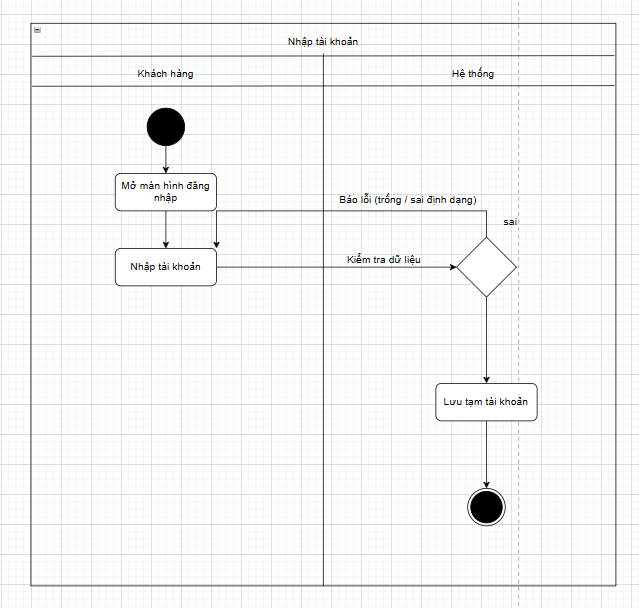 Nhập tài khoản
Khách hàng
Hệ thống
Mở màn hình đăng
nhập
Báo lỗi (trống / sai định dạng)
sai
Nhập tài khoản
Kiểm tra dữ liệu
Lưu tạm tài khoản